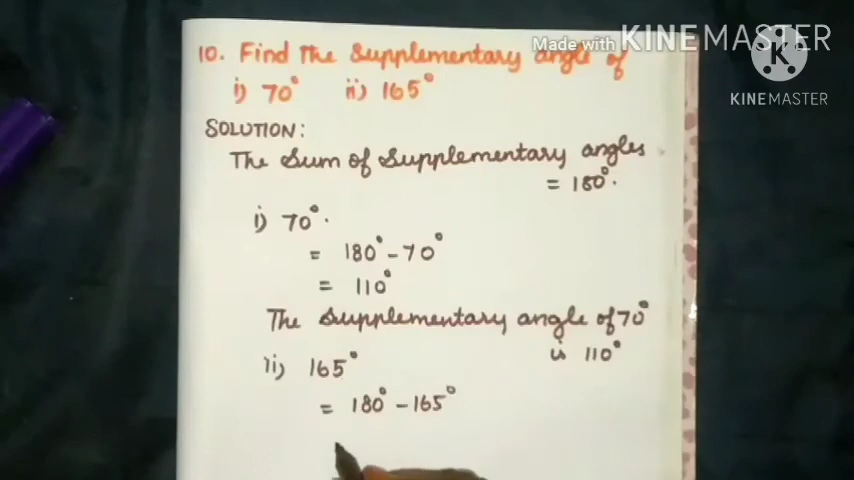 Made with KINEMASTER
K
KINEMASTER
10. Find The Supplementary angle of
i) 70° ii) 165°
SOLUTION:
The Sum of Supplementary angles
= 180°.
i) 70°.
= 180° - 70°
= 110°
The Supplementary angle of 70°
is 110°
ii) 165°
= 180° - 165°